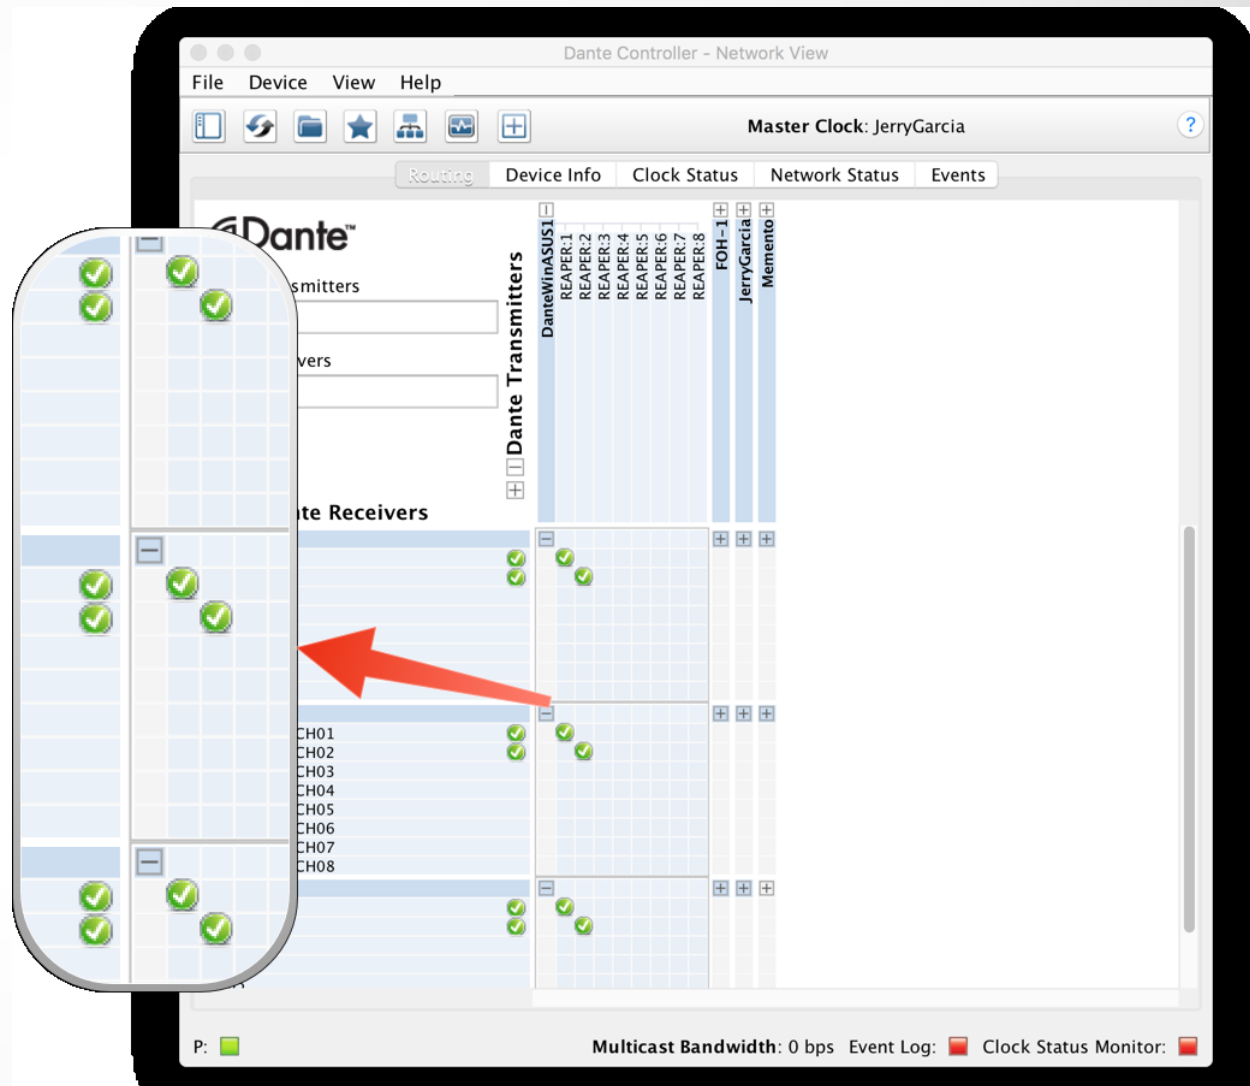 Dante Controller - Network View
File Device View Help
Master Clock: JerryGarcia
?
Routing Device Info Clock Status Network Status Events
Dante™
smitters
vers
Dante Transmitters
DanteWinASUS1
REAPER:1
REAPER:2
REAPER:3
REAPER:4
REAPER:5
REAPER:6
REAPER:7
REAPER:8
FOH-1
JerryGarcia
Memento
te Receivers
CH01
CH02
CH03
CH04
CH05
CH06
CH07
CH08
P: Multicast Bandwidth: 0 bps Event Log: Clock Status Monitor: